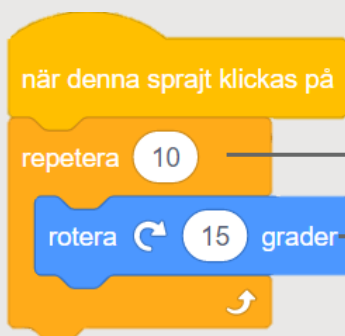 när denna sprajt klickas på
repetera 10
rotera 15 grader